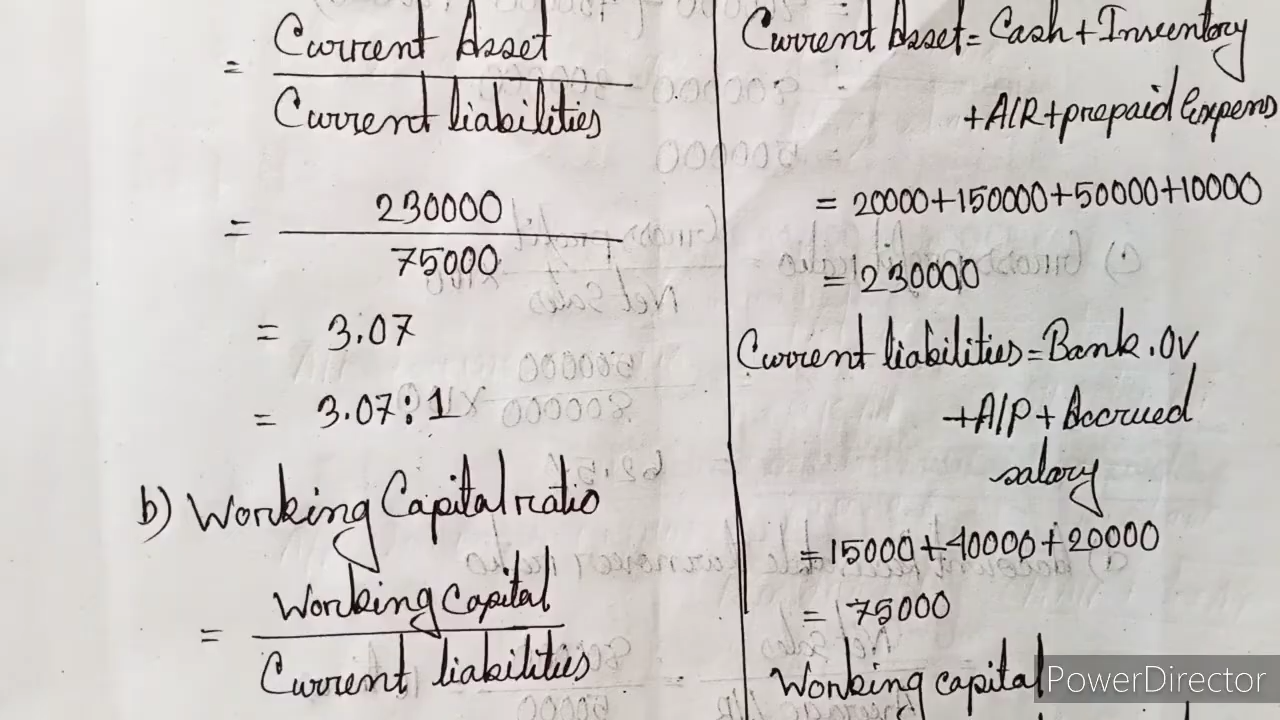 = Current Asset
Current liabilities
= 230000
75000
= 3.07
= 3.07:1
b) Working Capital ratio
= Working Capital
Current liabilities
Current Asset = Cash + Inventory
+ A/R + prepaid Expens
= 20000+150000+50000+10000
= 230000
Current liabilities = Bank.OV
+ A/P + Accrued
salary
= 15000+40000+20000
= 75000
Working capital
PowerDirector